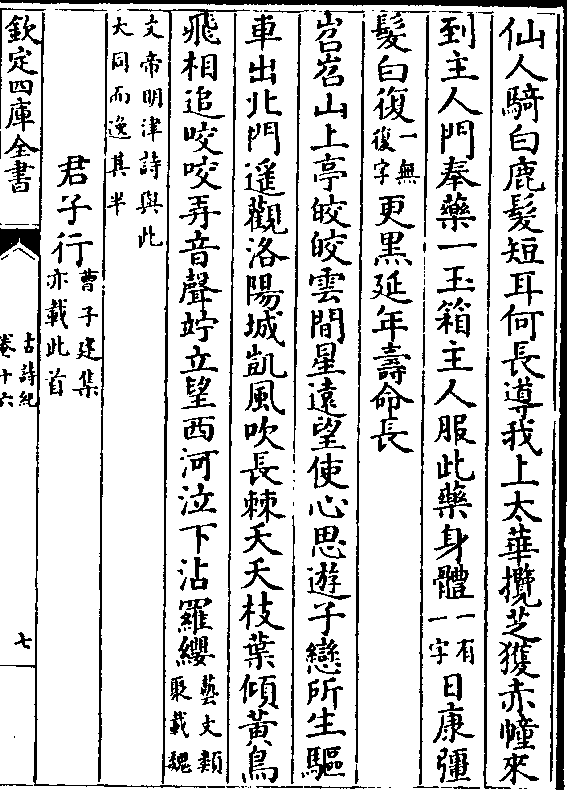 仙人騎白鹿髮短耳何長導我上太華攬芝獲赤幢來
到主人門奉藥一玉箱主人服此藥身體一有一字日康彊
髮白復一無復字更黑延年壽命長
岧岧山上亭皎皎雲間星遠望使心思遊子戀所生驅
車出北門遥觀洛陽城凱風吹長棘夭夭枝葉傾黃鳥
飛相追咬咬弄音聲竚立望西河泣下沾羅纓藝文類聚載魏
文帝明津詩與此大同而逸其半
君子行曹子建集亦載此首
欽定四庫全書
古詩紀
卷十六
七